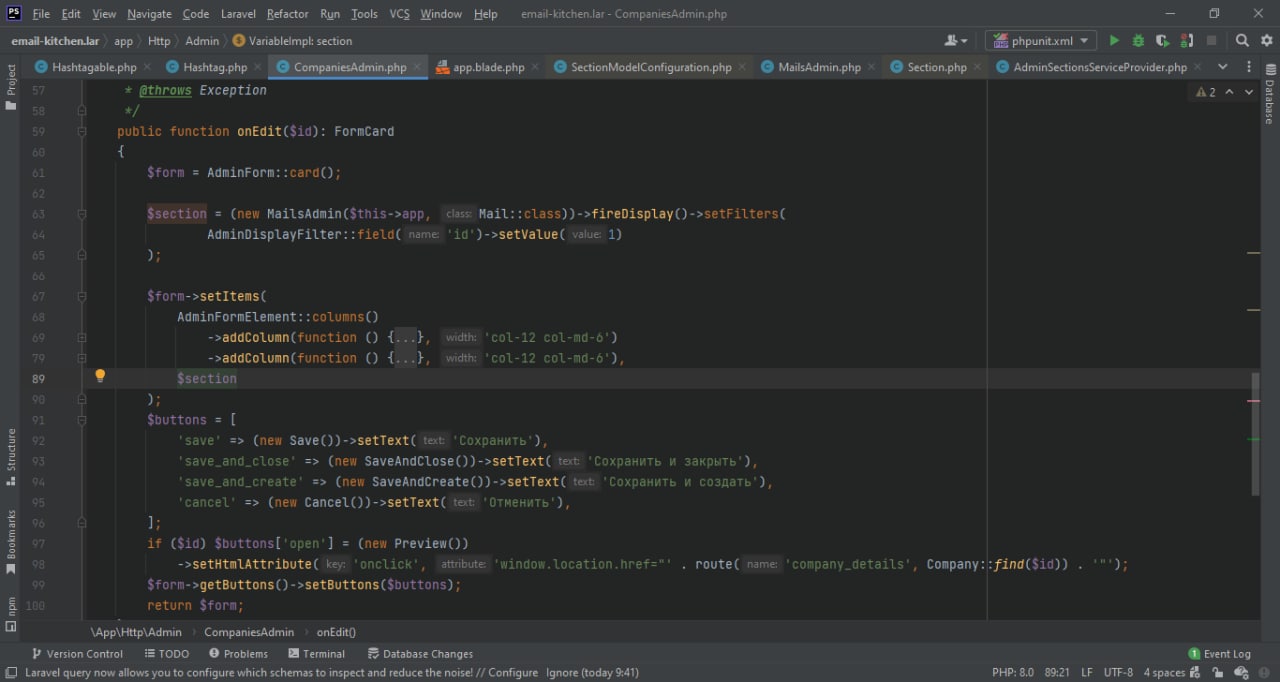 PS File Edit View Navigate Code Laravel Refactor Run Tools VCS Window Help email-kitchen.lar - CompaniesAdmin.php
email-kitchen.lar app Http Admin VariableImpl: section phpunit.xml
Hashtagable.php Hashtag.php CompaniesAdmin.php app.blade.php SectionModelConfiguration.php MailsAdmin.php Section.php AdminSectionsServiceProvider.php
Project
Database
57 * @throws Exception
2
58 */
59 public function onEdit($id): FormCard
60 {
61 $form = AdminForm::card();
62
63 $section = (new MailsAdmin($this->app, class: Mail::class))->fireDisplay()->setFilters(
64 AdminDisplayFilter::field( name: 'id')->setValue( value: 1)
65 );
66
67 $form->setItems(
68 AdminFormElement::columns()
69 ->addColumn(function () {...}, width: 'col-12 col-md-6')
79 ->addColumn(function () {...}, width: 'col-12 col-md-6'),
89 $section
90 );
91 $buttons = [
92 'save' => (new Save())->setText( text: 'Сохранить'),
93 'save_and_close' => (new SaveAndClose())->setText( text: 'Сохранить и закрыть'),
94 'save_and_create' => (new SaveAndCreate())->setText( text: 'Сохранить и создать'),
95 'cancel' => (new Cancel())->setText( text: 'Отменить'),
96 ];
97 if ($id) $buttons['open'] = (new Preview())
98 ->setHtmlAttribute( key: 'onclick', attribute: 'window.location.href="' . route( name: 'company_details', Company::find($id)) . '"');
99 $form->getButtons()->setButtons($buttons);
100 return $form;
Structure
Bookmarks
npm
\App\Http\Admin CompaniesAdmin onEdit()
Version Control TODO Problems Terminal Database Changes 1 Event Log
Laravel query now allows you to configure which schemas to inspect and reduce the noise! // Configure Ignore (today 9:41) PHP: 8.0 89:21 LF UTF-8 4 spaces